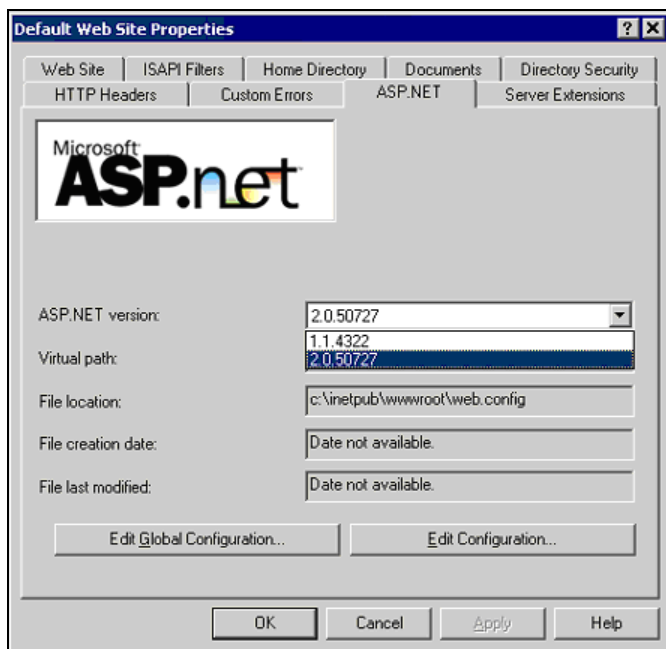 Default Web Site Properties
Web Site ISAPI Filters Home Directory Documents Directory Security
HTTP Headers Custom Errors ASP.NET Server Extensions
Microsoft
ASP.net
ASP.NET version: 2.0.50727
1.1.4322
Virtual path: 2.0.50727
File location: c:\inetpub\wwwroot\web.config
File creation date: Date not available.
File last modified: Date not available.
Edit Global Configuration... Edit Configuration...
OK Cancel Apply Help